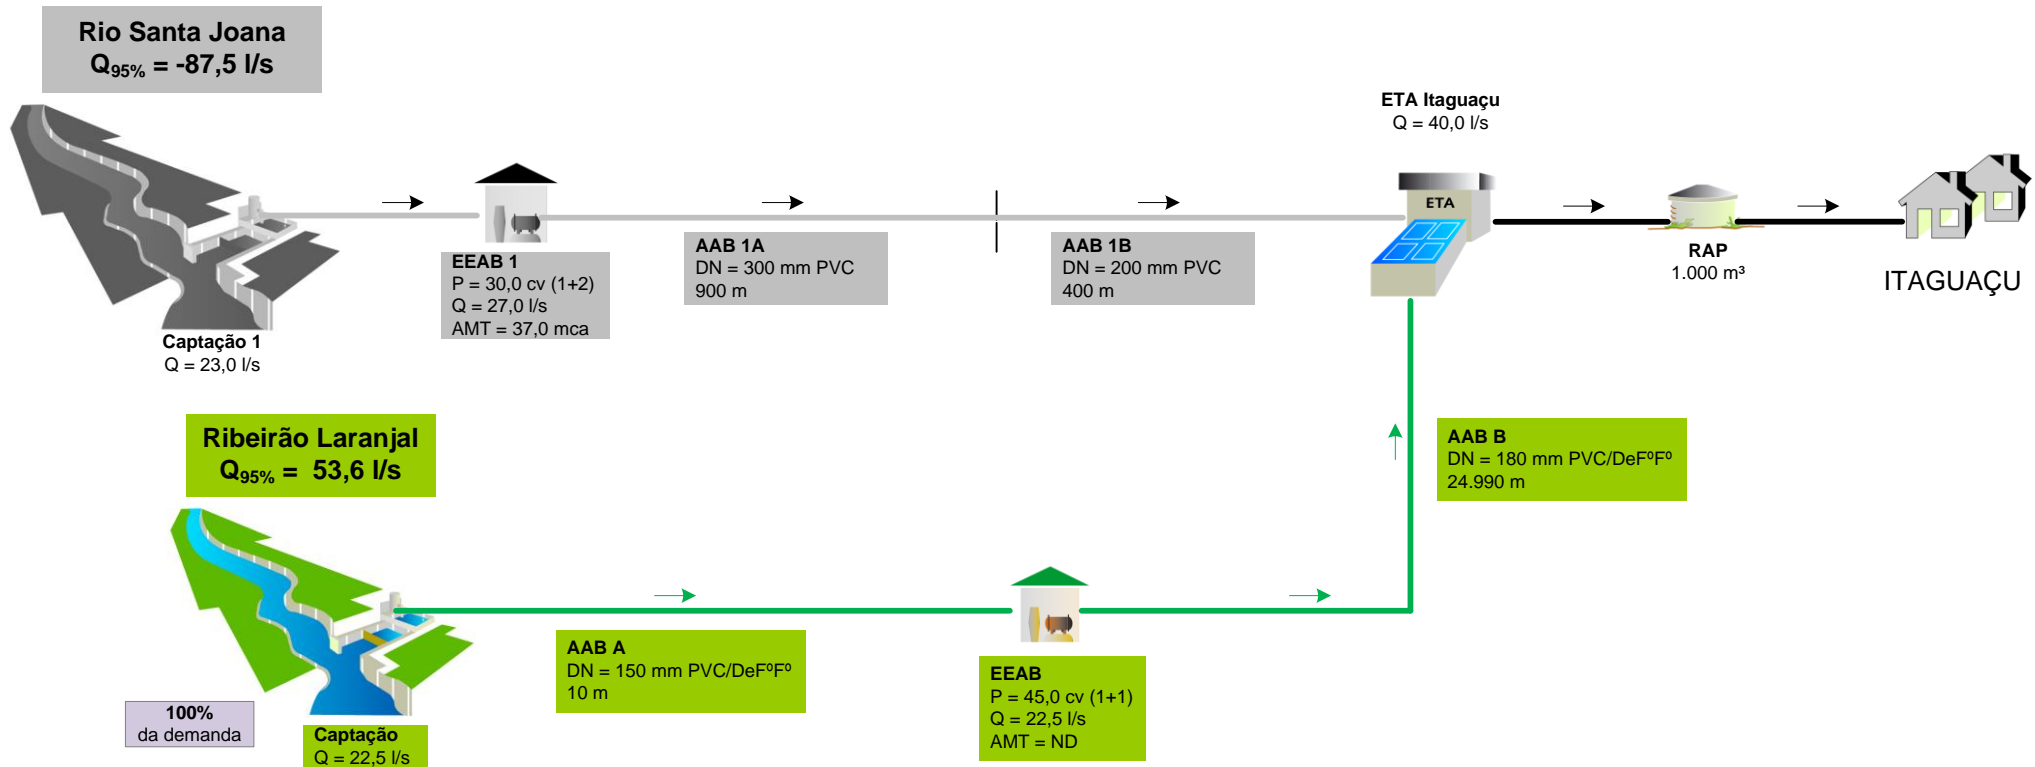 Rio Santa Joana
Q95% = -87,5 l/s
ETA Itaguaçu
Q = 40,0 l/s
ETA
EEAB 1
P = 30,0 cv (1+2)
Q = 27,0 l/s
AMT = 37,0 mca
AAB 1A
DN = 300 mm PVC
900 m
AAB 1B
DN = 200 mm PVC
400 m
RAP
1.000 m³
ITAGUAÇU
Captação 1
Q = 23,0 l/s
Ribeirão Laranjal
Q95% = 53,6 l/s
AAB B
DN = 180 mm PVC/DeFºFº
24.990 m
AAB A
DN = 150 mm PVC/DeFºFº
10 m
EEAB
P = 45,0 cv (1+1)
Q = 22,5 l/s
AMT = ND
100%
da demanda
Captação
Q = 22,5 l/s